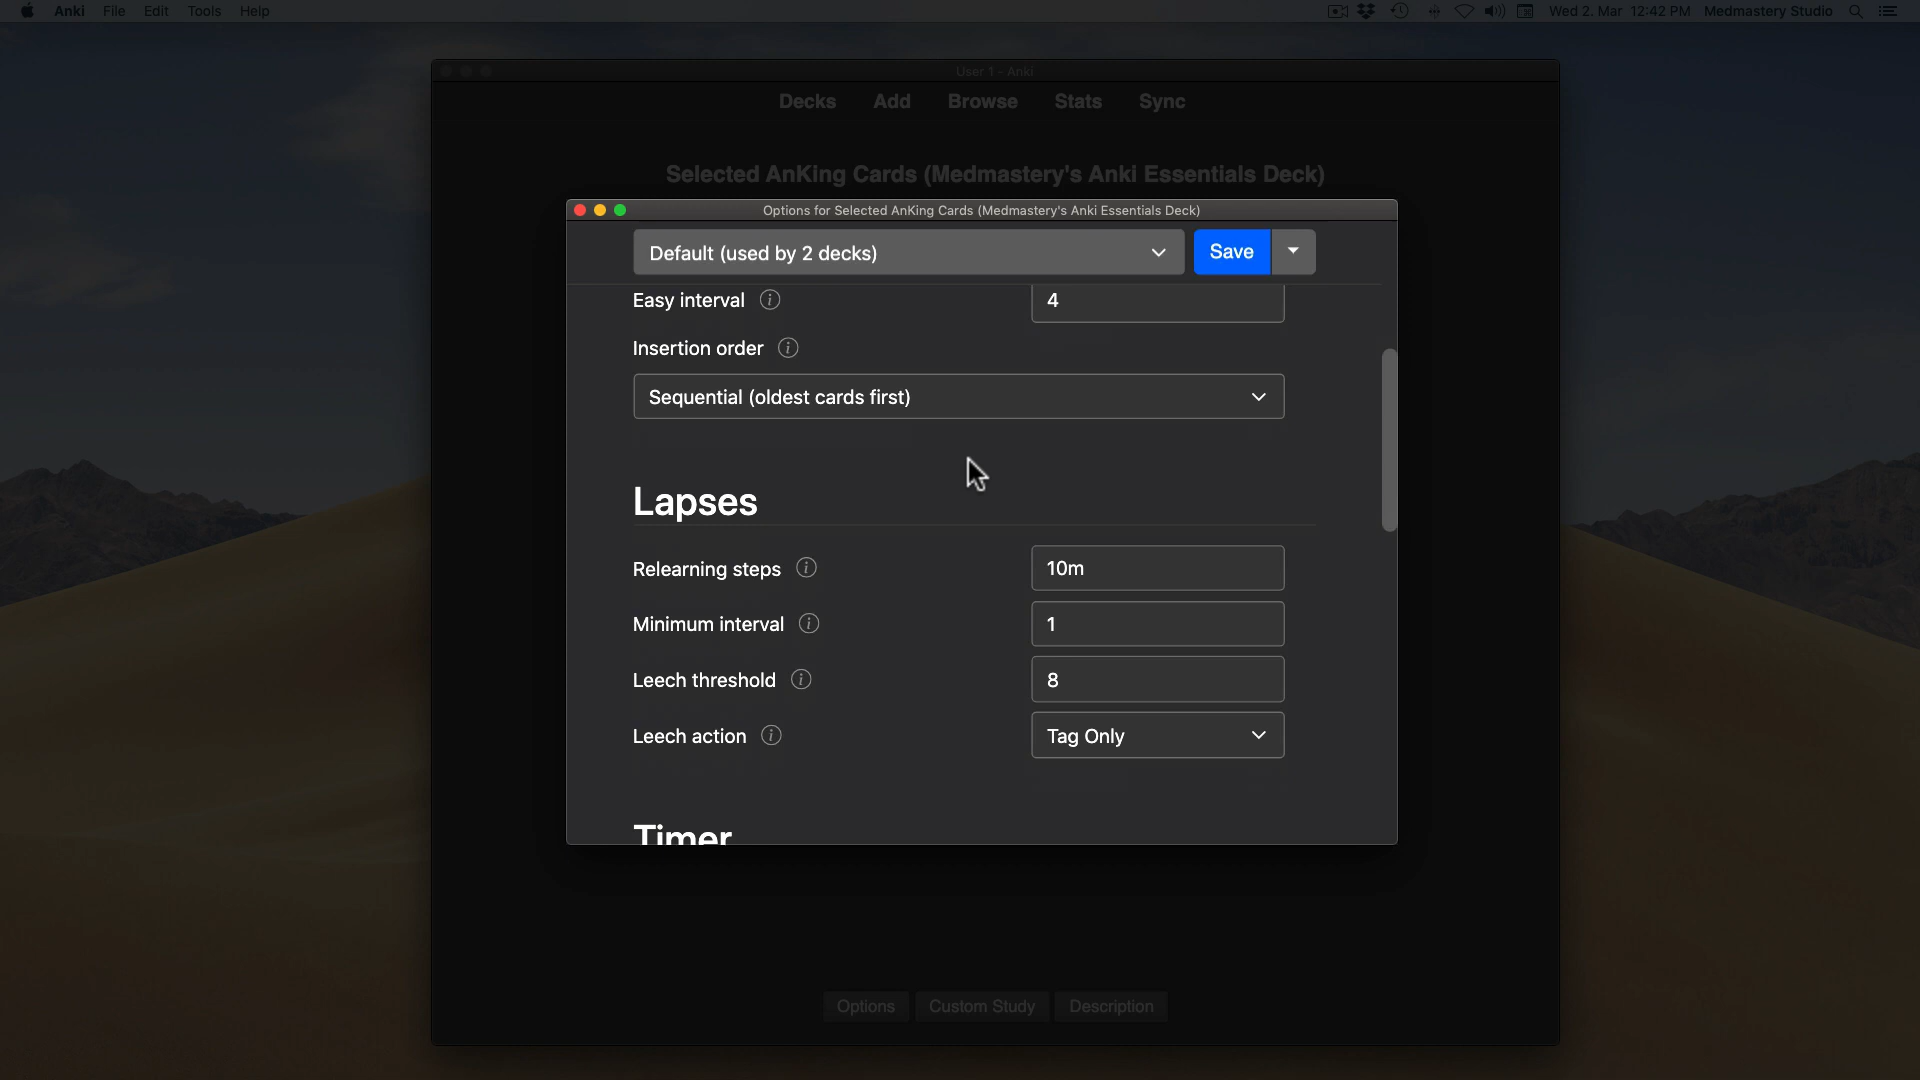 Anki File Edit Tools Help Wed 2. Mar 12:42 PM Medmastery Studio
User 1 - Anki
Decks Add Browse Stats Sync
Selected AnKing Cards (Medmastery's Anki Essentials Deck)
Options for Selected AnKing Cards (Medmastery's Anki Essentials Deck)
Default (used by 2 decks) Save
Easy interval 4
Insertion order
Sequential (oldest cards first)
Lapses
Relearning steps 10m
Minimum interval 1
Leech threshold 8
Leech action Tag Only
Timer
Options Custom Study Description